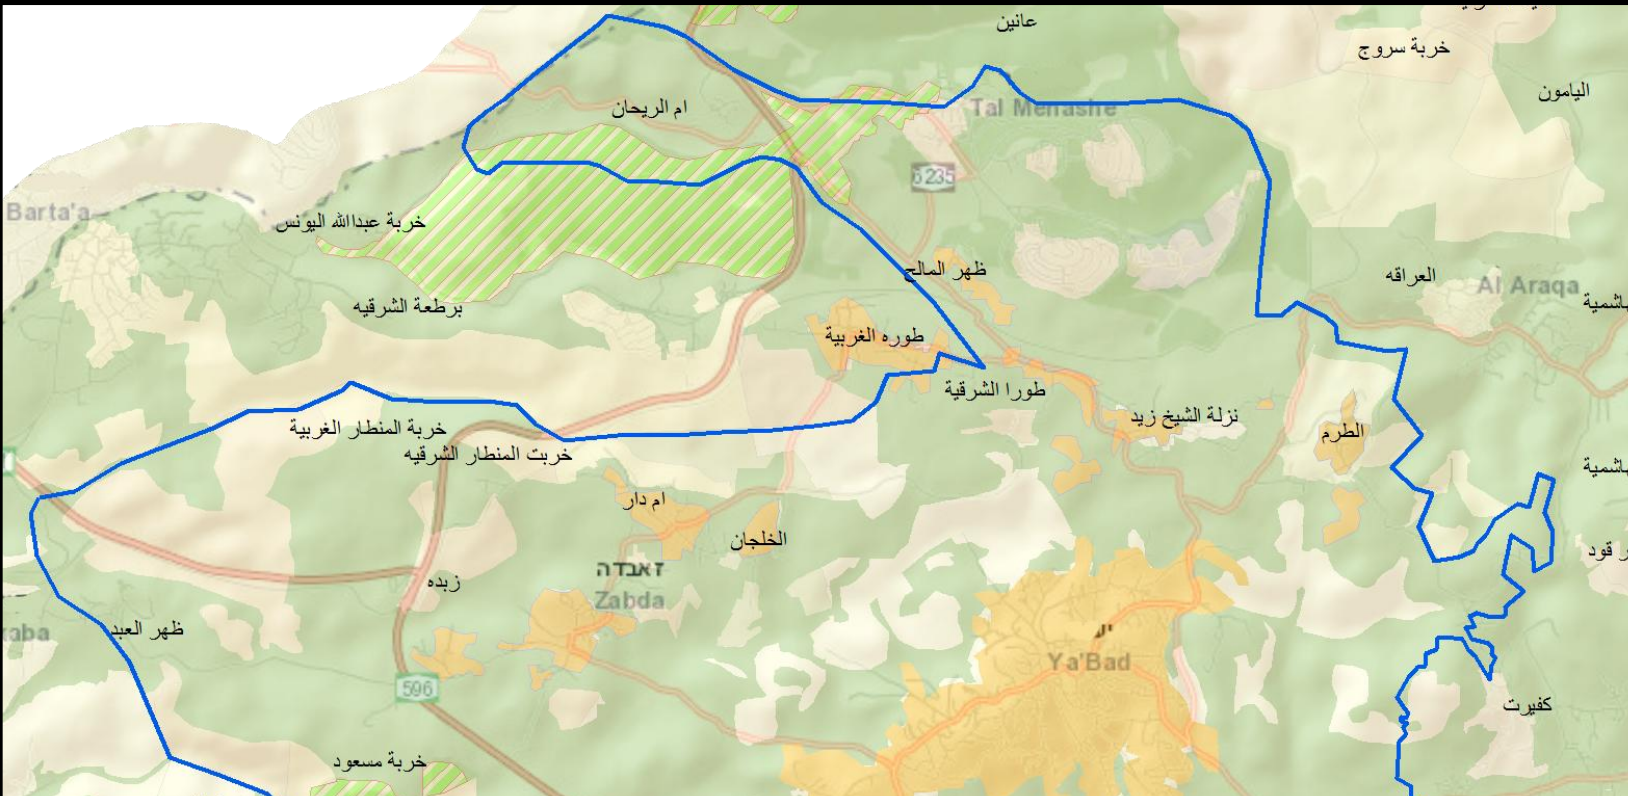 عانين
خربة سروج
اليامون
ام الريحان
Tal Menashe
6235
Barta'a
خربة عبداالله اليونس
ظهر المالح
العراقه
Al Araqa
برطعة الشرقيه
طوره الغربية
طورا الشرقية
نزلة الشيخ زيد
الطرم
خربة المنطار الغربية
خربت المنطار الشرقيه
ام دار
الخلجان
زبده
זאבדה
Zabda
ظهر العبد
Ya'Bad
596
كفيرت
خربة مسعود